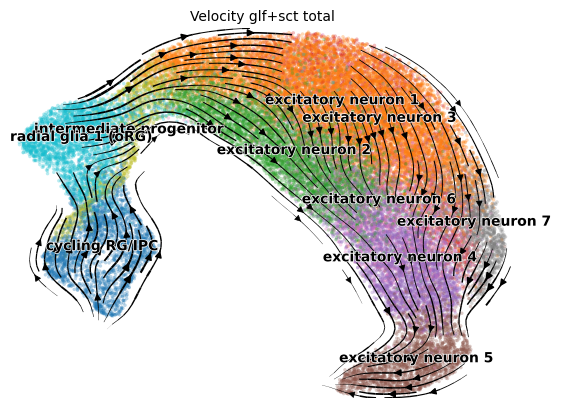 Velocity glf+sct total
excitatory neuron 1
excitatory neuron 3
intermediate progenitor
radial glia 1 (oRG)
excitatory neuron 2
excitatory neuron 6
excitatory neuron 7
cycling RG/IPC
excitatory neuron 4
excitatory neuron 5